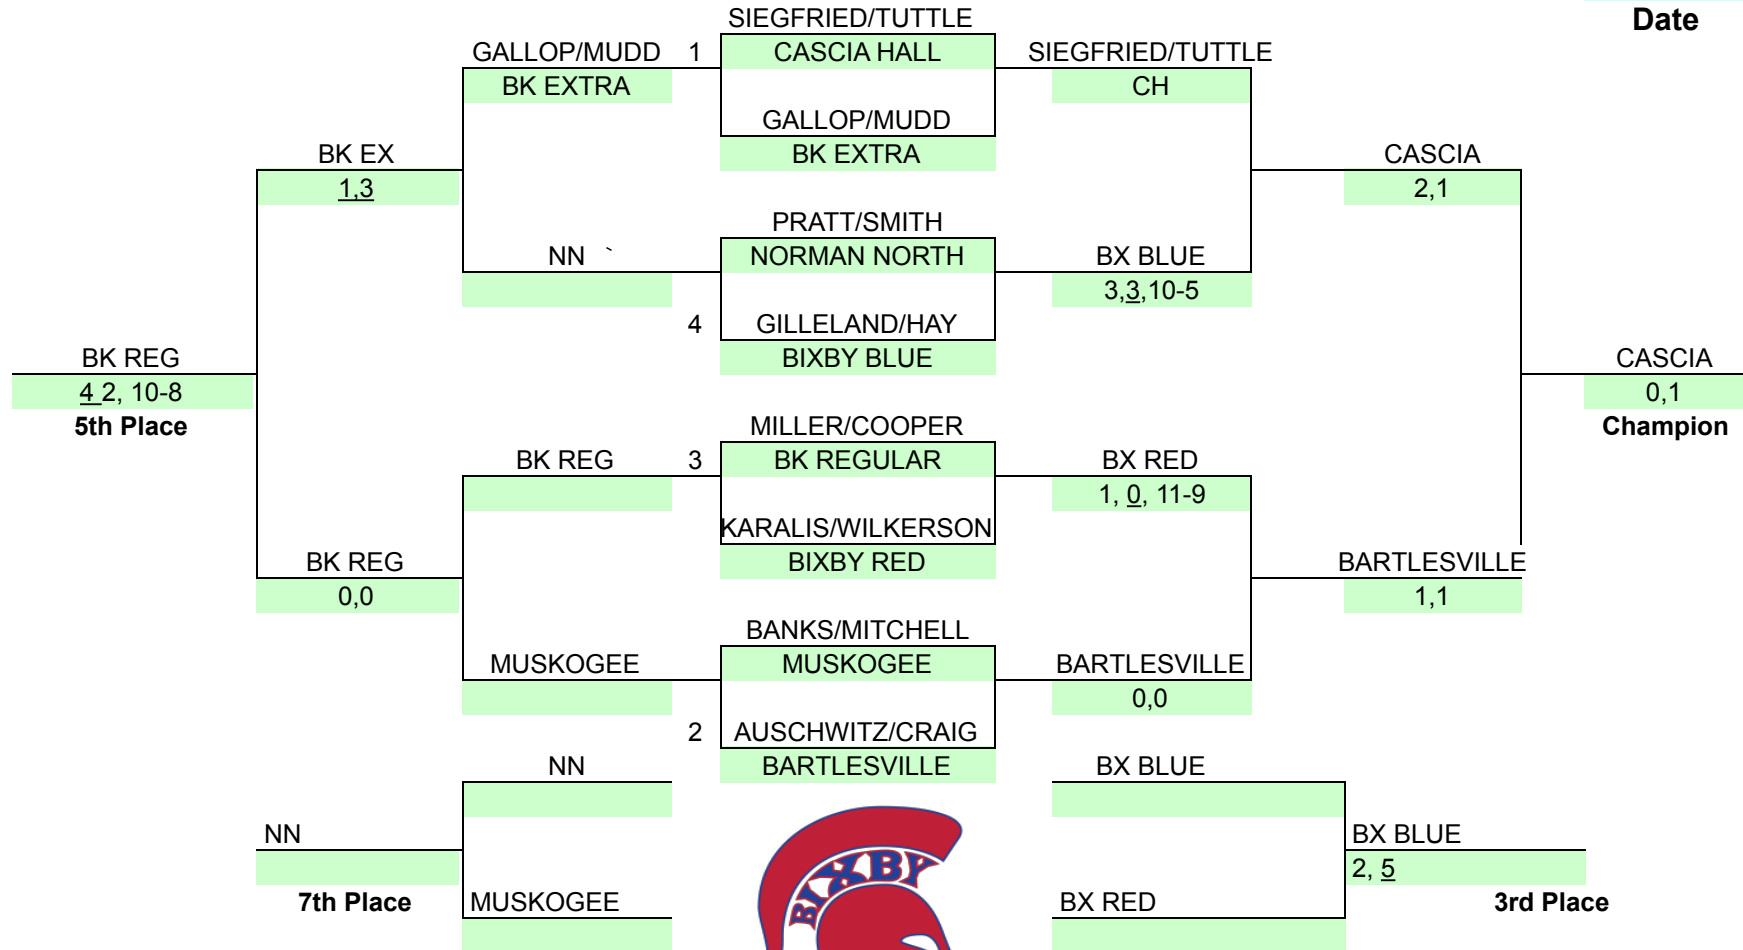 SIEGFRIED/TUTTLE
Date
GALLOP/MUDD 1 CASCIA HALL SIEGFRIED/TUTTLE
BK EXTRA CH
GALLOP/MUDD
BK EX BK EXTRA CASCIA
1,3 2,1
PRATT/SMITH
NN ` NORMAN NORTH BX BLUE
3,3,10-5
4 GILLELAND/HAY
BK REG BIXBY BLUE CASCIA
4 2, 10-8 0,1
5th Place MILLER/COOPER Champion
BK REG 3 BK REGULAR BX RED
1, 0, 11-9
KARALIS/WILKERSON
BK REG BIXBY RED BARTLESVILLE
0,0 1,1
BANKS/MITCHELL
MUSKOGEE MUSKOGEE BARTLESVILLE
0,0
2 AUSCHWITZ/CRAIG
NN BARTLESVILLE BX BLUE
NN BX BLUE
BIXBY
2, 5
7th Place MUSKOGEE BX RED 3rd Place
BIXBY